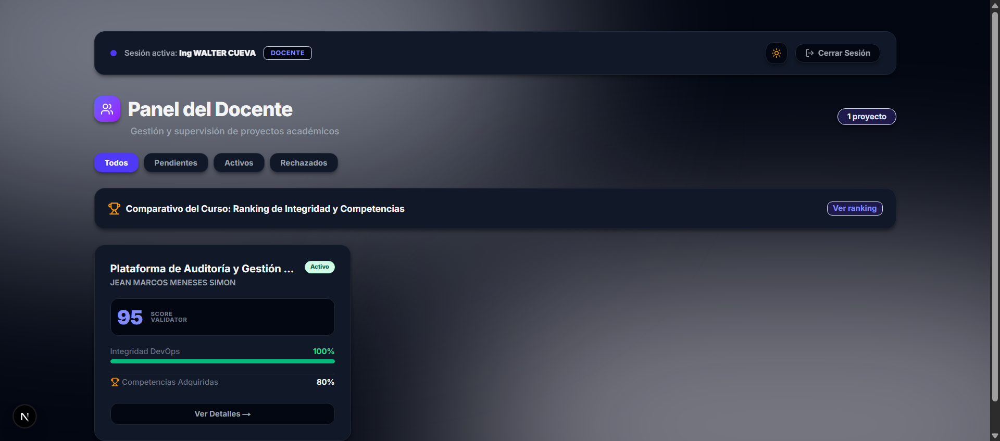 Sesión activa: Ing WALTER CUEVA DOCENTE
Cerrar Sesión
Panel del Docente
Gestión y supervisión de proyectos académicos
1 proyecto
Todos Pendientes Activos Rechazados
Comparativo del Curso: Ranking de Integridad y Competencias
Ver ranking
Plataforma de Auditoría y Gestión ...
Activo
JEAN MARCOS MENESES SIMON
95
SCORE
VALIDATOR
Integridad DevOps 100%
Competencias Adquiridas 80%
Ver Detalles →
N